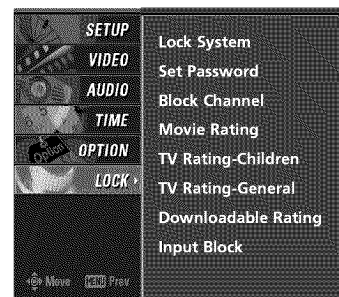 SETUP
VIDEO
AUDIO
TIME
OPTION
LOCK
Lock System
Set Password
Block Channel
Movie Rating
TV Rating-Children
TV Rating-General
Downloadable Rating
Input Block
Option
Move MENU Prev